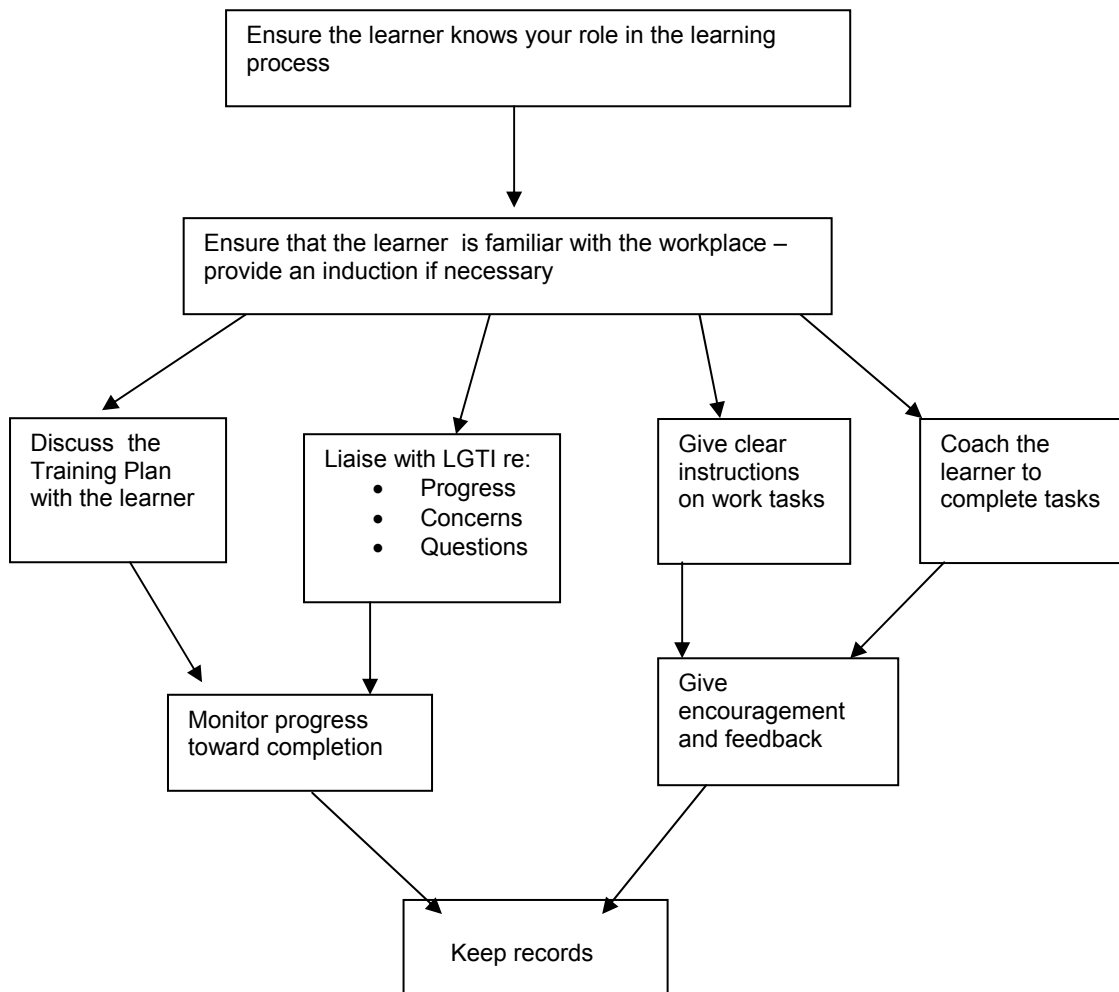 Ensure the learner knows your role in the learning
process
Ensure that the learner  is familiar with the workplace –
provide an induction if necessary
Discuss  the
Training Plan
with the learner
Liaise with LGTI re:
• Progress
• Concerns
• Questions
Give clear
instructions
on work tasks
Coach the
learner to
complete tasks
Monitor progress
toward completion
Give
encouragement
and feedback
Keep records